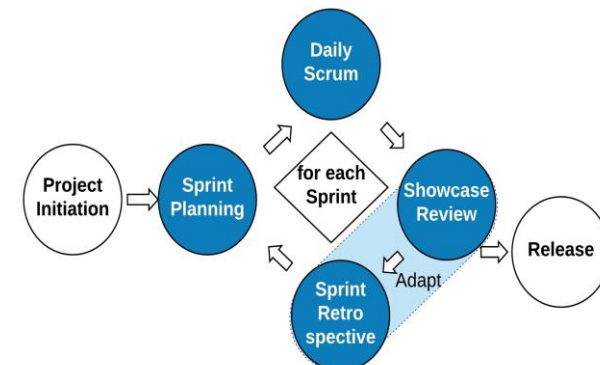 Daily
Scrum
Project
Initiation
Sprint
Planning
for each
Sprint
Showcase
Review
Release
Adapt
Sprint
Retro
spective